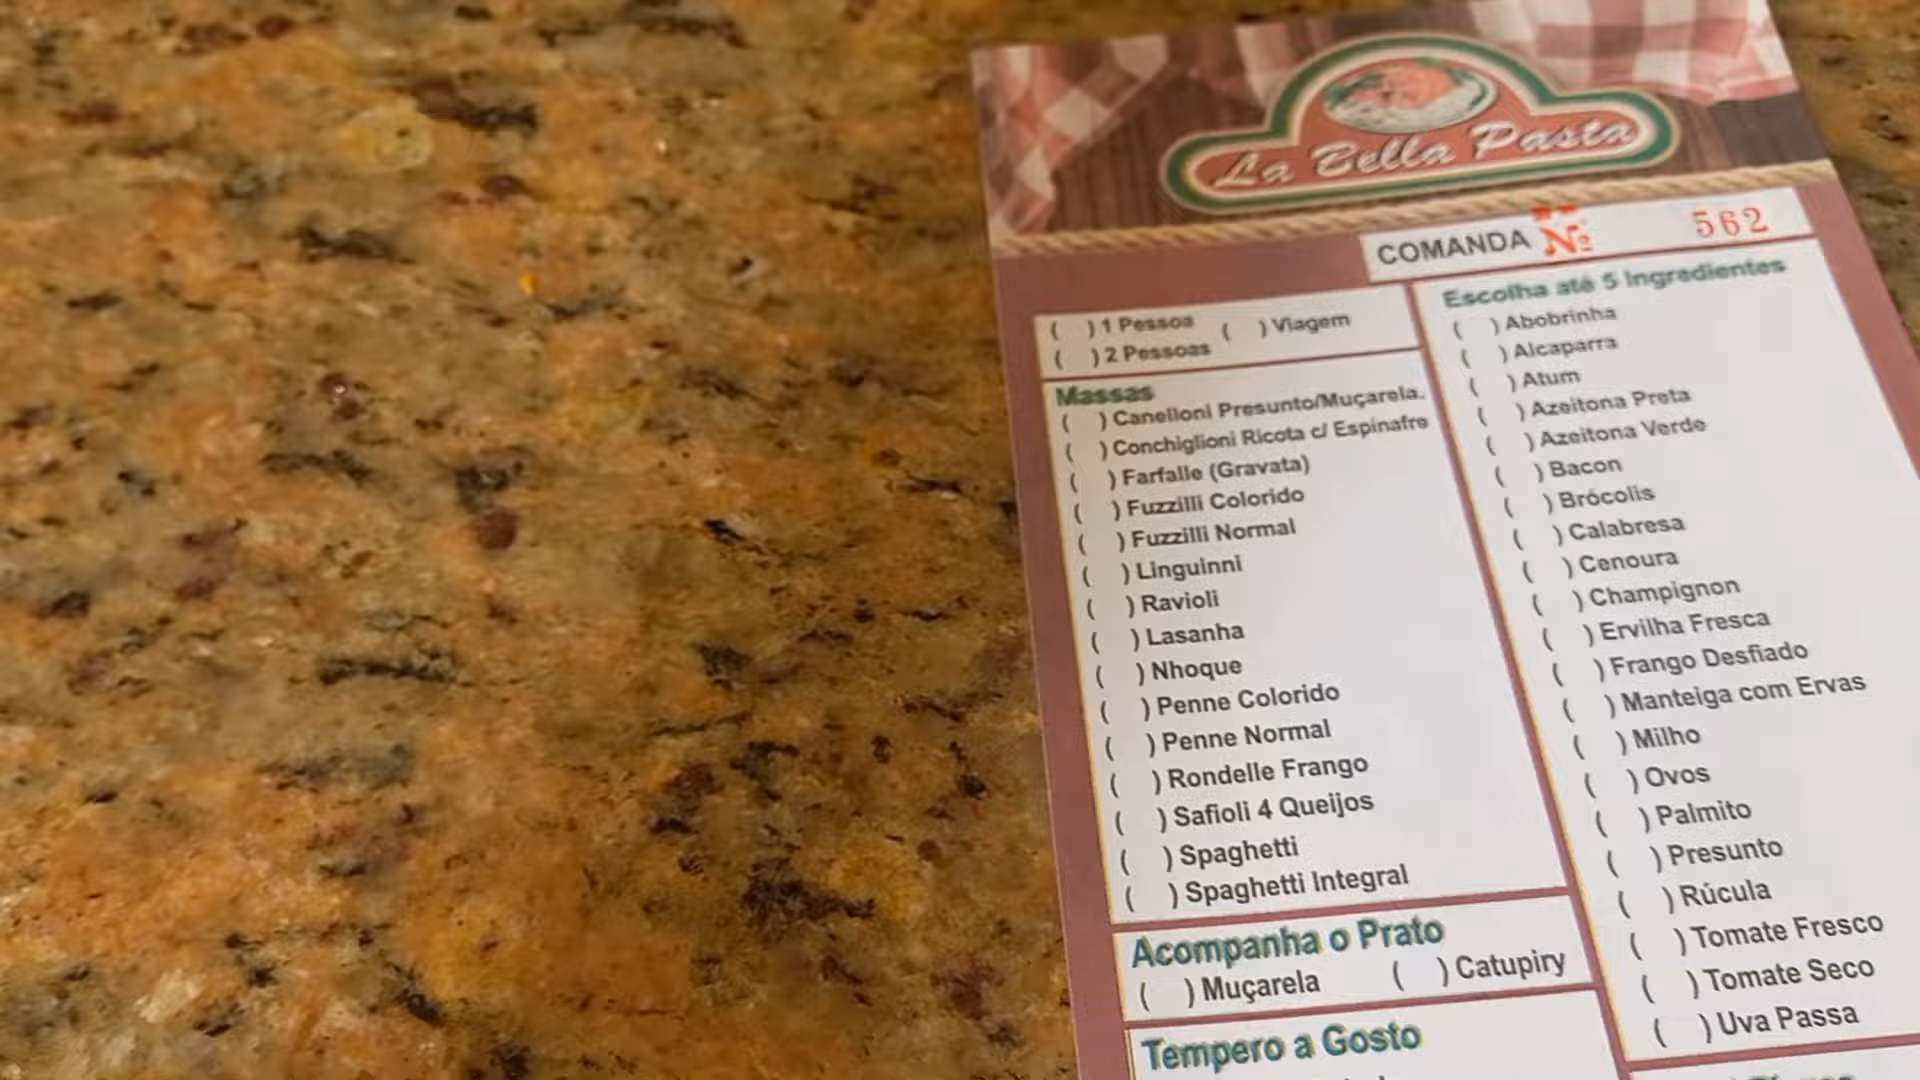 La Bella Pasta
COMANDA Nº 562
( ) 1 Pessoa ( ) Viagem
( ) 2 Pessoas
Massas
( ) Canelloni Presunto/Muçarela.
( ) Conchiglioni Ricota c/ Espinafre
( ) Farfalle (Gravata)
( ) Fuzzilli Colorido
( ) Fuzzilli Normal
( ) Linguinni
( ) Ravioli
( ) Lasanha
( ) Nhoque
( ) Penne Colorido
( ) Penne Normal
( ) Rondelle Frango
( ) Safioli 4 Queijos
( ) Spaghetti
( ) Spaghetti Integral
Acompanha o Prato
( ) Muçarela ( ) Catupiry
Tempero a Gosto
Escolha até 5 Ingredientes
( ) Abobrinha
( ) Alcaparra
( ) Atum
( ) Azeitona Preta
( ) Azeitona Verde
( ) Bacon
( ) Brócolis
( ) Calabresa
( ) Cenoura
( ) Champignon
( ) Ervilha Fresca
( ) Frango Desfiado
( ) Manteiga com Ervas
( ) Milho
( ) Ovos
( ) Palmito
( ) Presunto
( ) Rúcula
( ) Tomate Fresco
( ) Tomate Seco
( ) Uva Passa